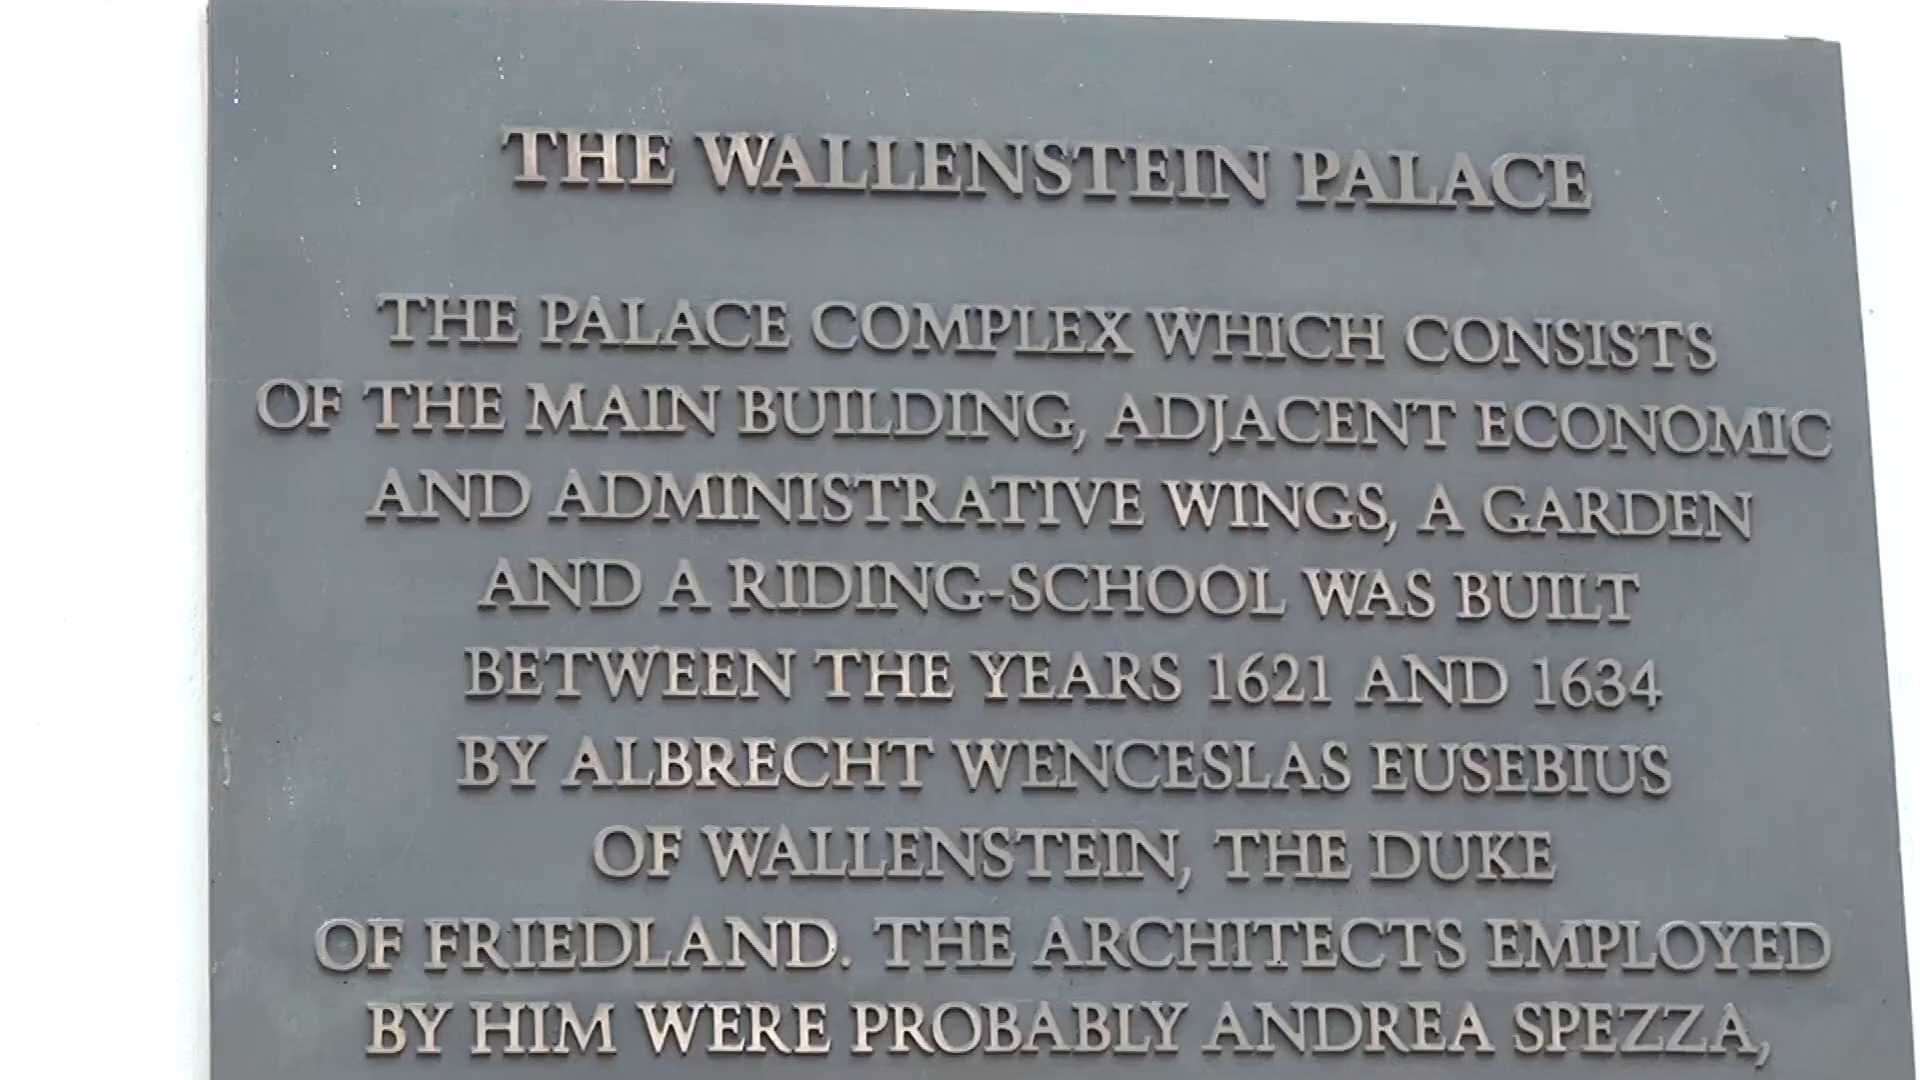 THE WALLENSTEIN PALACE
THE PALACE COMPLEX WHICH CONSISTS
OF THE MAIN BUILDING, ADJACENT ECONOMIC
AND ADMINISTRATIVE WINGS, A GARDEN
AND A RIDING-SCHOOL WAS BUILT
BETWEEN THE YEARS 1621 AND 1634
BY ALBRECHT WENCESLAS EUSEBIUS
OF WALLENSTEIN, THE DUKE
OF FRIEDLAND. THE ARCHITECTS EMPLOYED
BY HIM WERE PROBABLY ANDREA SPEZZA,